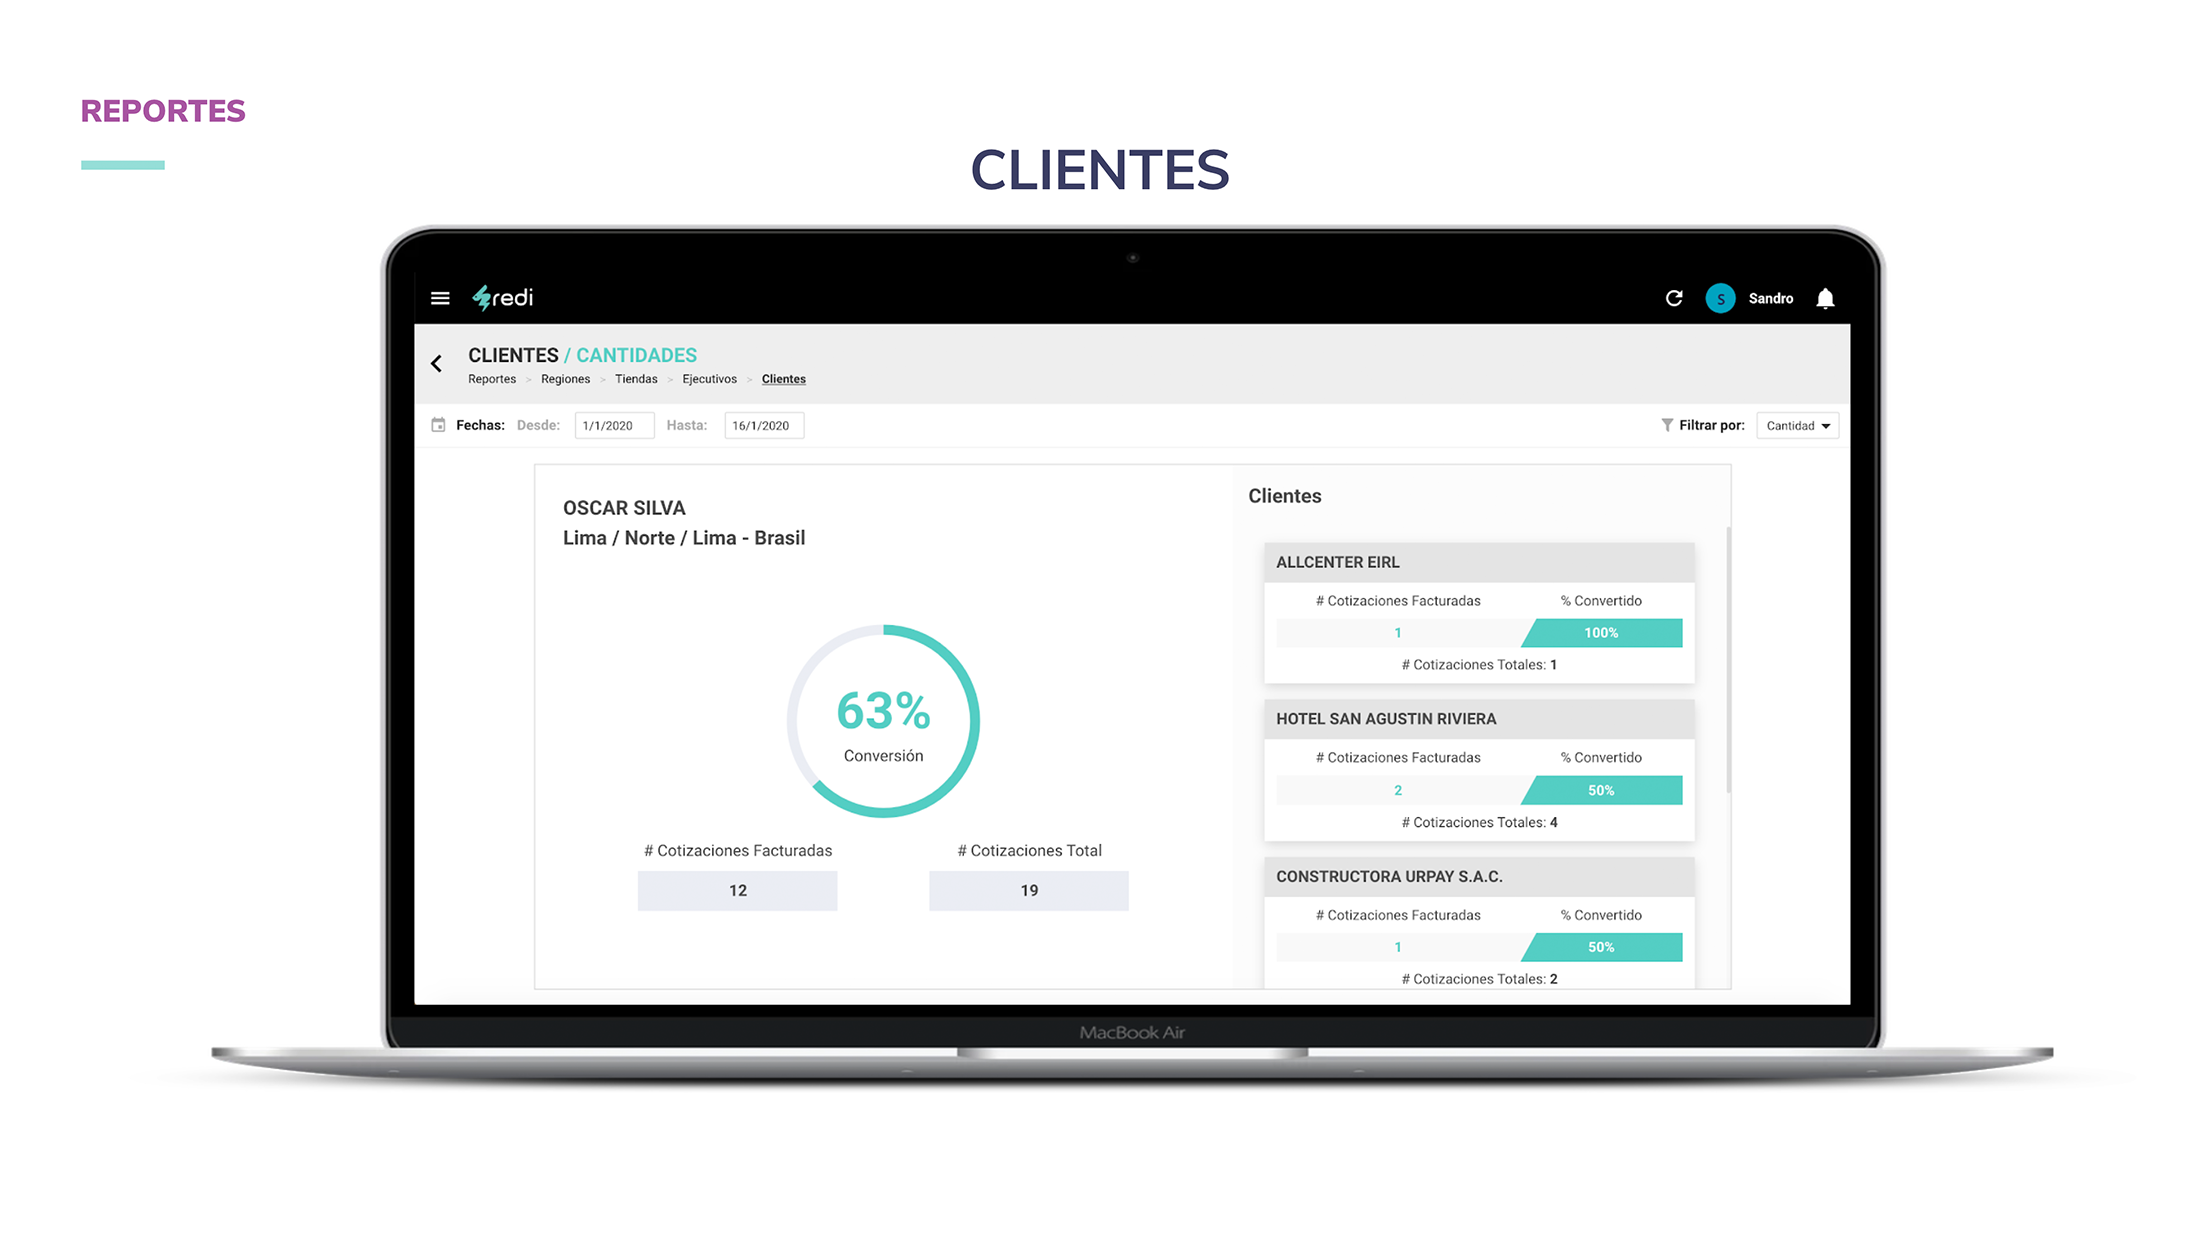 REPORTES
CLIENTES
redi
S
Sandro
CLIENTES / CANTIDADES
Reportes > Regiones > Tiendas > Ejecutivos > Clientes
Fechas: Desde: 1/1/2020 Hasta: 16/1/2020
Filtrar por: Cantidad
OSCAR SILVA
Lima / Norte / Lima - Brasil
63%
Conversión
# Cotizaciones Facturadas
12
# Cotizaciones Total
19
Clientes
ALLCENTER EIRL
# Cotizaciones Facturadas % Convertido
1 100%
# Cotizaciones Totales: 1
HOTEL SAN AGUSTIN RIVIERA
# Cotizaciones Facturadas % Convertido
2 50%
# Cotizaciones Totales: 4
CONSTRUCTORA URPAY S.A.C.
# Cotizaciones Facturadas % Convertido
1 50%
# Cotizaciones Totales: 2
MacBook Air